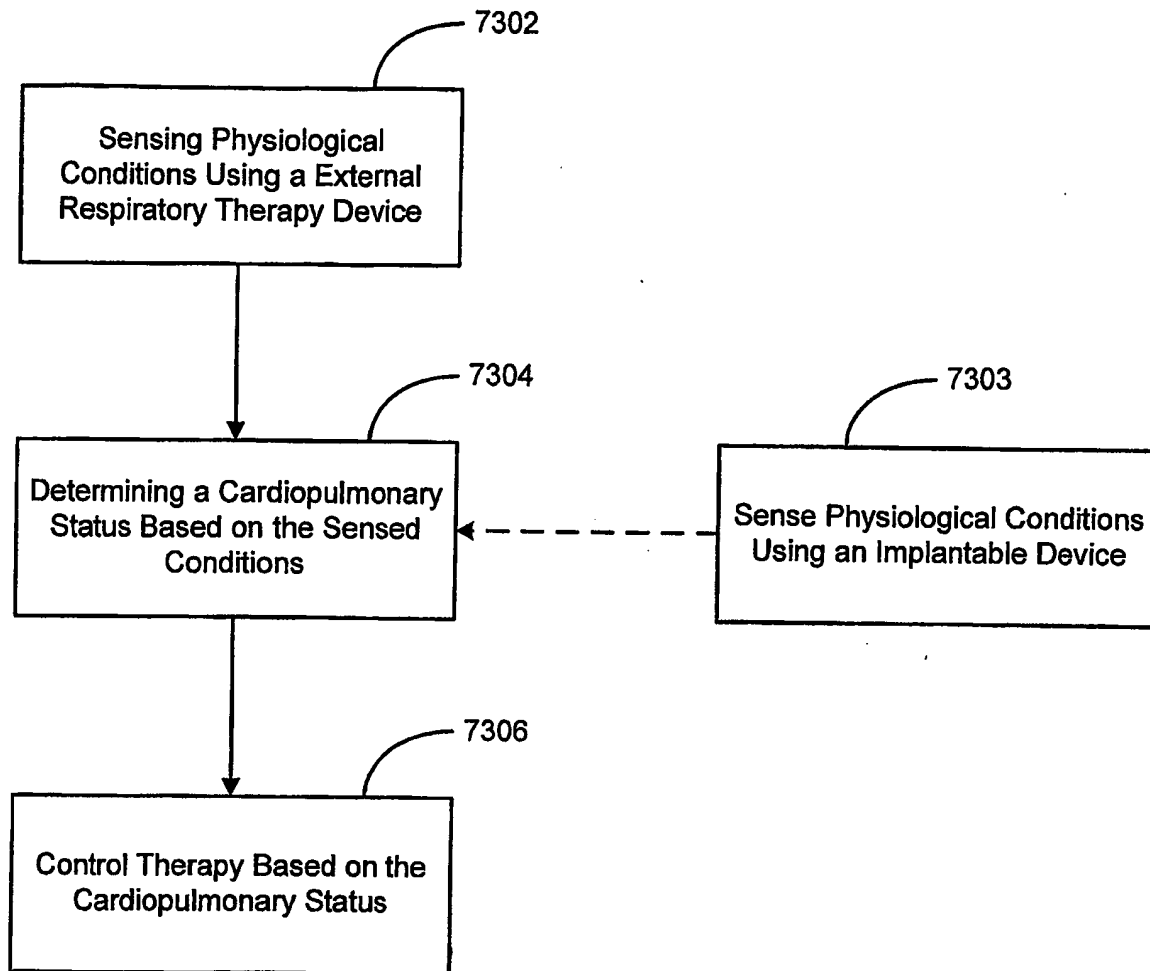 7302
Sensing Physiological
Conditions Using a External
Respiratory Therapy Device
7304
7303
Determining a Cardiopulmonary
Status Based on the Sensed
Conditions
Sense Physiological Conditions
Using an Implantable Device
7306
Control Therapy Based on the
Cardiopulmonary Status